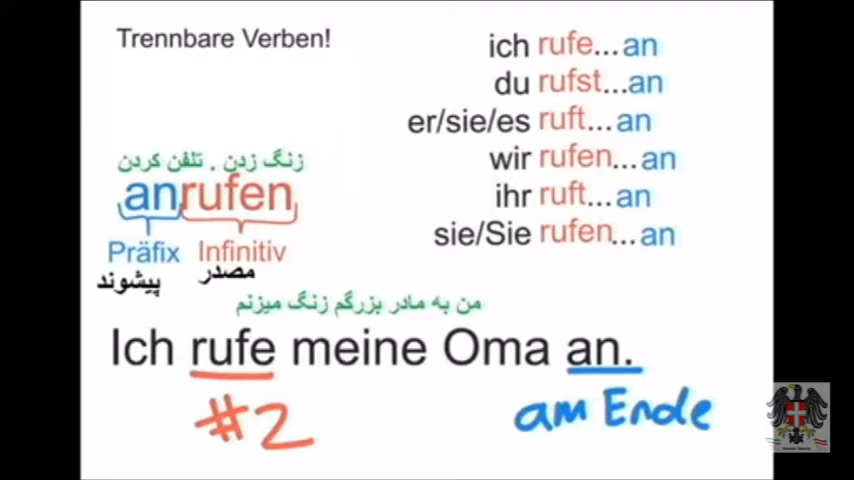 Trennbare Verben!
ich rufe...an
du rufst...an
er/sie/es ruft...an
wir rufen...an
ihr ruft...an
sie/Sie rufen...an
زنگ زدن . تلفن کردن
anrufen
Präfix Infinitiv
پیشوند مصدر
من به مادر بزرگم زنگ میزنم
Ich rufe meine Oma an.
#2 am Ende